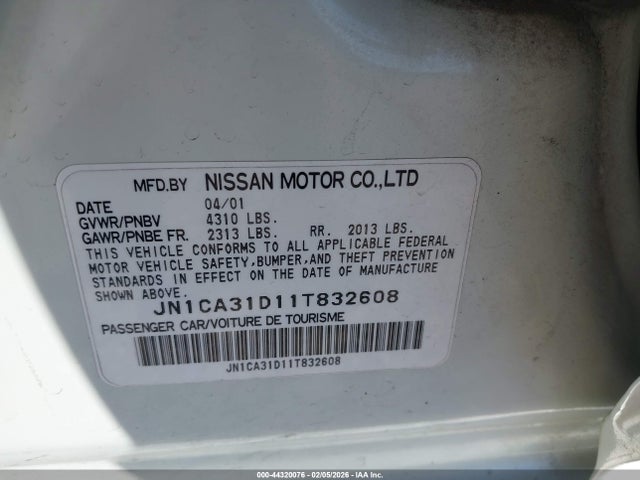 MFD.BY NISSAN MOTOR CO.,LTD
DATE 04/01
GVWR/PNBV 4310 LBS.
GAWR/PNBE FR. 2313 LBS. RR. 2013 LBS.
THIS VEHICLE CONFORMS TO ALL APPLICABLE FEDERAL
MOTOR VEHICLE SAFETY, BUMPER, AND THEFT PREVENTION
STANDARDS IN EFFECT ON THE DATE OF MANUFACTURE
SHOWN ABOVE.
JN1CA31D11T832608
PASSENGER CAR/VOITURE DE TOURISME
JN1CA31D11T832608
000-44320076 - 02/05/2026 - IAA Inc.